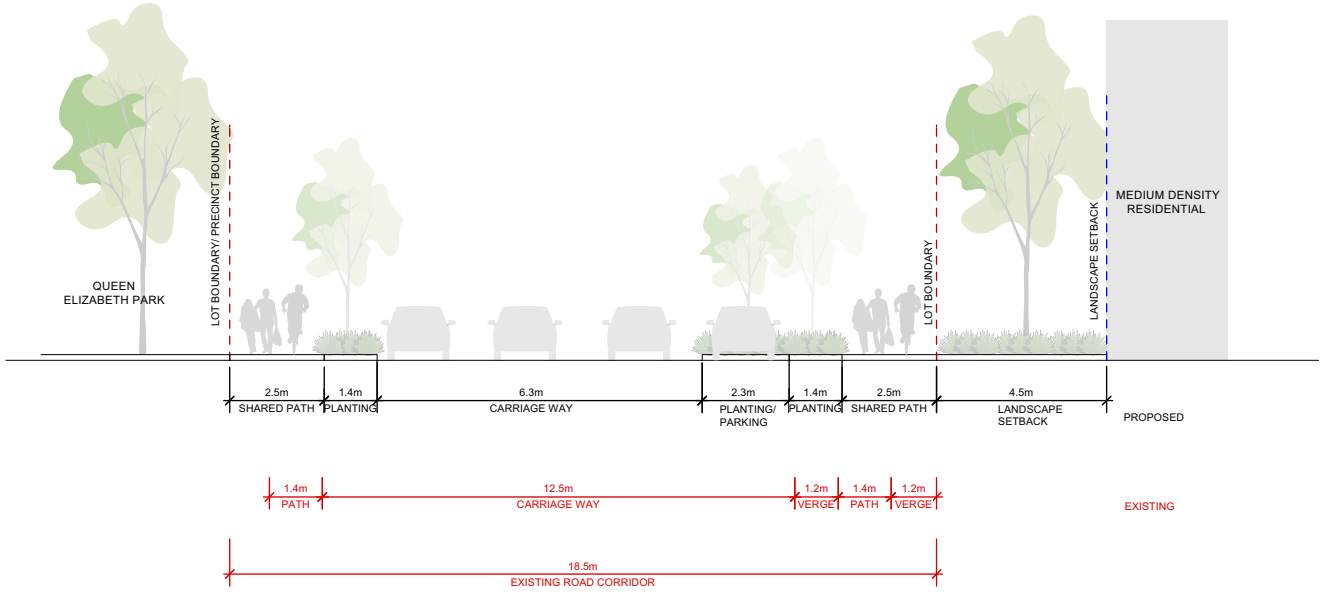 QUEEN
ELIZABETH PARK
LOT BOUNDARY/ PRECINCT BOUNDARY
LOT BOUNDARY
LANDSCAPE SETBACK
MEDIUM DENSITY
RESIDENTIAL
2.5m
SHARED PATH
1.4m
PLANTING
6.3m
CARRIAGE WAY
2.3m
PLANTING/
PARKING
1.4m
PLANTING
2.5m
SHARED PATH
4.5m
LANDSCAPE
SETBACK
PROPOSED
1.4m
PATH
12.5m
CARRIAGE WAY
1.2m
VERGE
1.4m
PATH
1.2m
VERGE
EXISTING
18.5m
EXISTING ROAD CORRIDOR